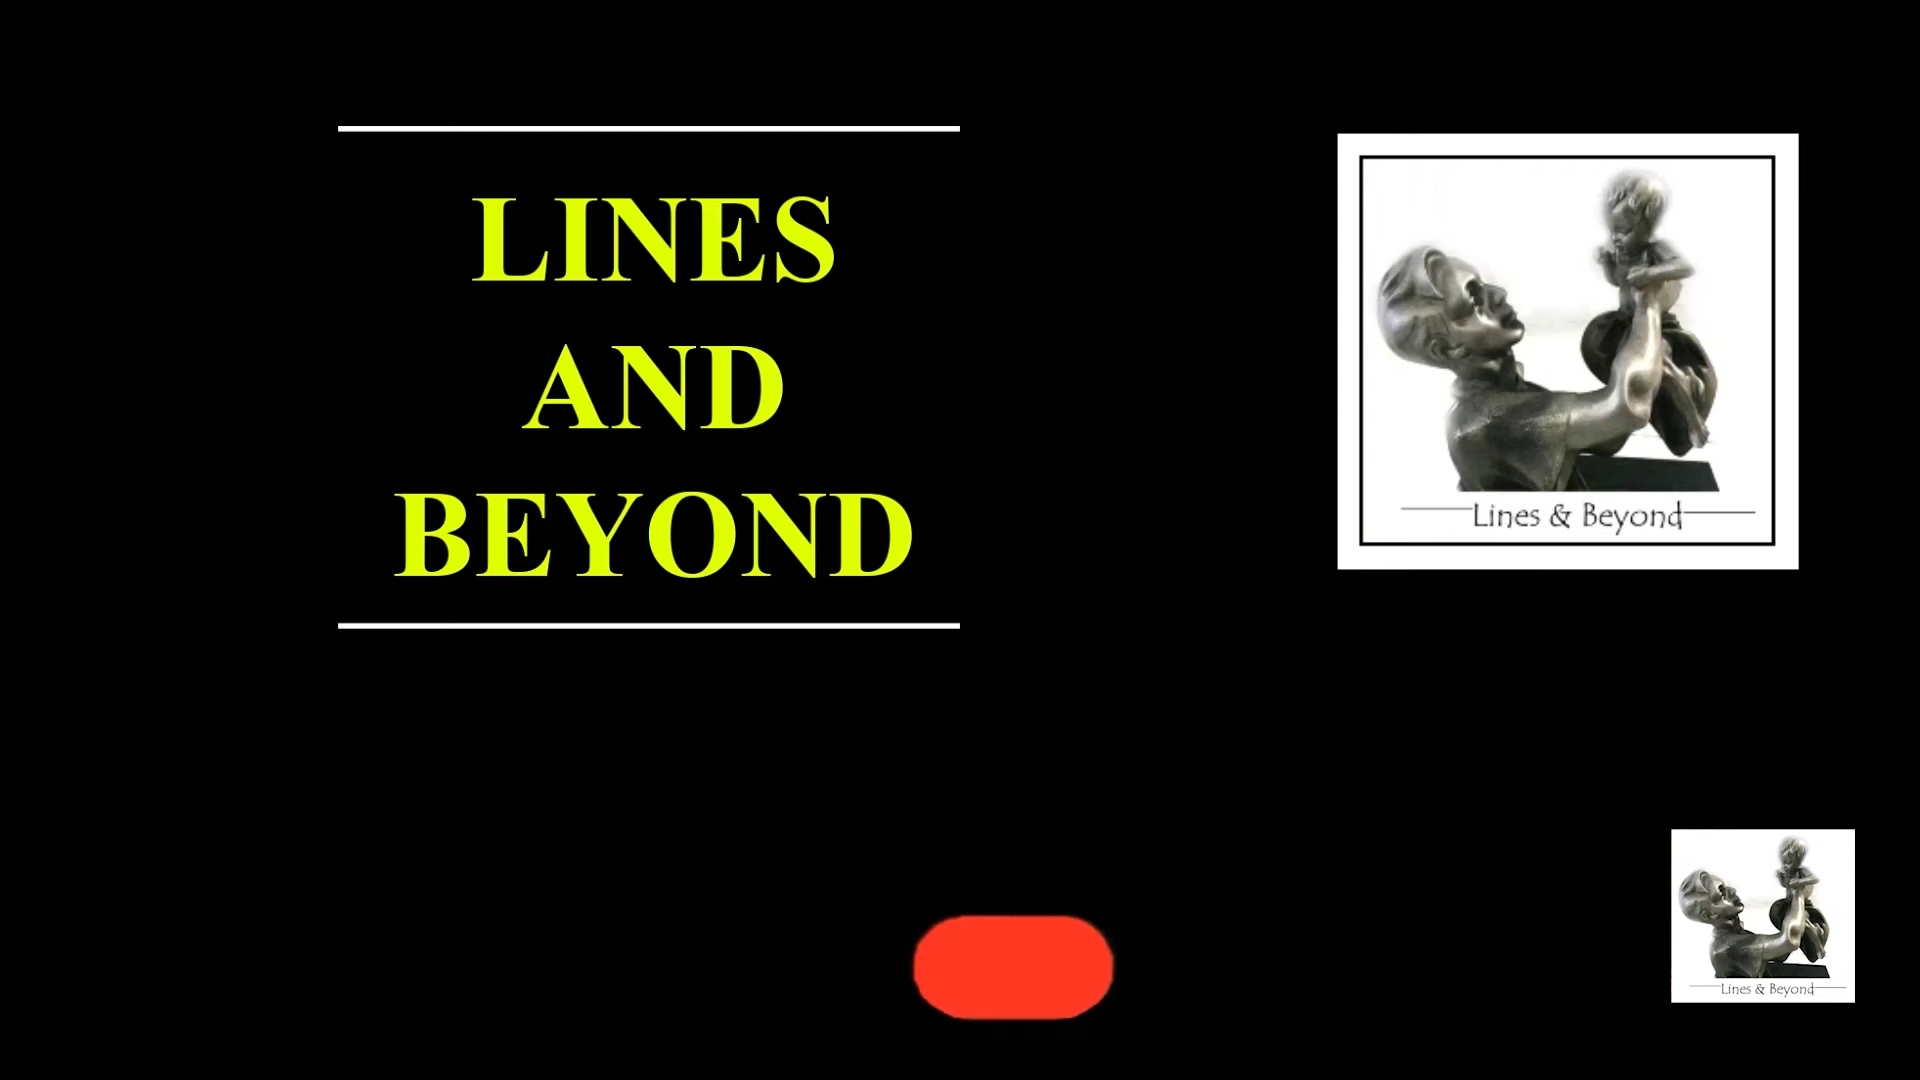 LINES
AND
BEYOND
Lines & Beyond
Lines & Beyond